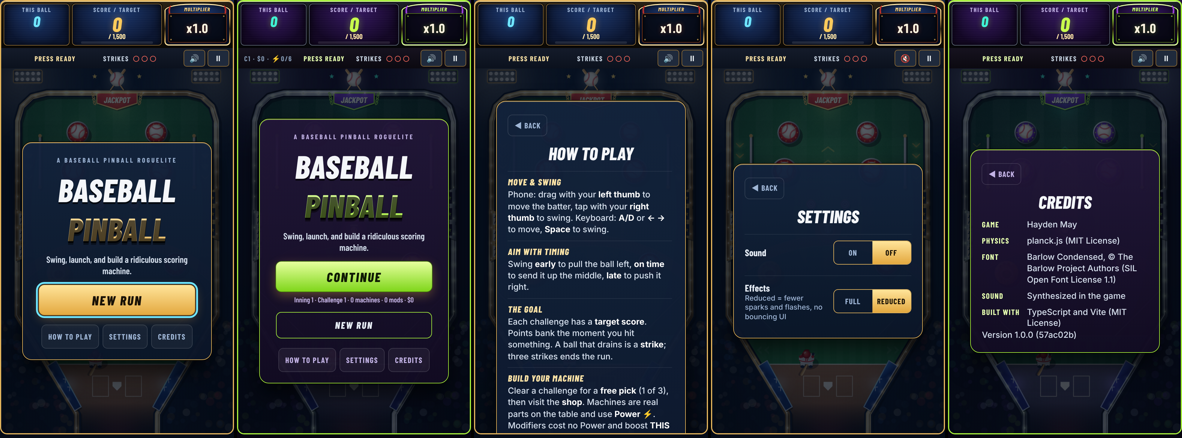 THIS BALL
0
SCORE / TARGET
0
/ 1,500
MULTIPLIER
x1.0
PRESS READY
STRIKES
JACKPOT
A BASEBALL PINBALL ROGUELITE
BASEBALL
PINBALL
Swing, launch, and build a ridiculous scoring
machine.
NEW RUN
HOW TO PLAY
SETTINGS
CREDITS
THIS BALL
0
SCORE / TARGET
0
/ 1,500
MULTIPLIER
x1.0
C1 · $0 · ⚡0/6
PRESS READY
STRIKES
JACKPOT
A BASEBALL PINBALL ROGUELITE
BASEBALL
PINBALL
Swing, launch, and build a ridiculous scoring
machine.
CONTINUE
Inning 1 · Challenge 1 · 0 machines · 0 mods · $0
NEW RUN
HOW TO PLAY
SETTINGS
CREDITS
THIS BALL
0
SCORE / TARGET
0
/ 1,500
MULTIPLIER
x1.0
PRESS READY
STRIKES
◀ BACK
HOW TO PLAY
MOVE & SWING
Phone: drag with your left thumb to
move the batter, tap with your right
thumb to swing. Keyboard: A/D or ← →
to move, Space to swing.
AIM WITH TIMING
Swing early to pull the ball left, on time
to send it up the middle, late to push it
right.
THE GOAL
Each challenge has a target score.
Points bank the moment you hit
something. A ball that drains is a strike;
three strikes ends the run.
BUILD YOUR MACHINE
Clear a challenge for a free pick (1 of 3),
then visit the shop. Machines are real
parts on the table and use Power ⚡.
Modifiers cost no Power and boost THIS
THIS BALL
0
SCORE / TARGET
0
/ 1,500
MULTIPLIER
x1.0
PRESS READY
STRIKES
JACKPOT
◀ BACK
SETTINGS
Sound
ON
OFF
Effects
Reduced = fewer
sparks and flashes, no
bouncing UI
FULL
REDUCED
THIS BALL
0
SCORE / TARGET
0
/ 1,500
MULTIPLIER
x1.0
PRESS READY
STRIKES
JACKPOT
◀ BACK
CREDITS
GAME Hayden May
PHYSICS planck.js (MIT License)
FONT Barlow Condensed, © The
Barlow Project Authors (SIL
Open Font License 1.1)
SOUND Synthesized in the game
BUILT WITH TypeScript and Vite (MIT
License)
Version 1.0.0 (57ac02b)